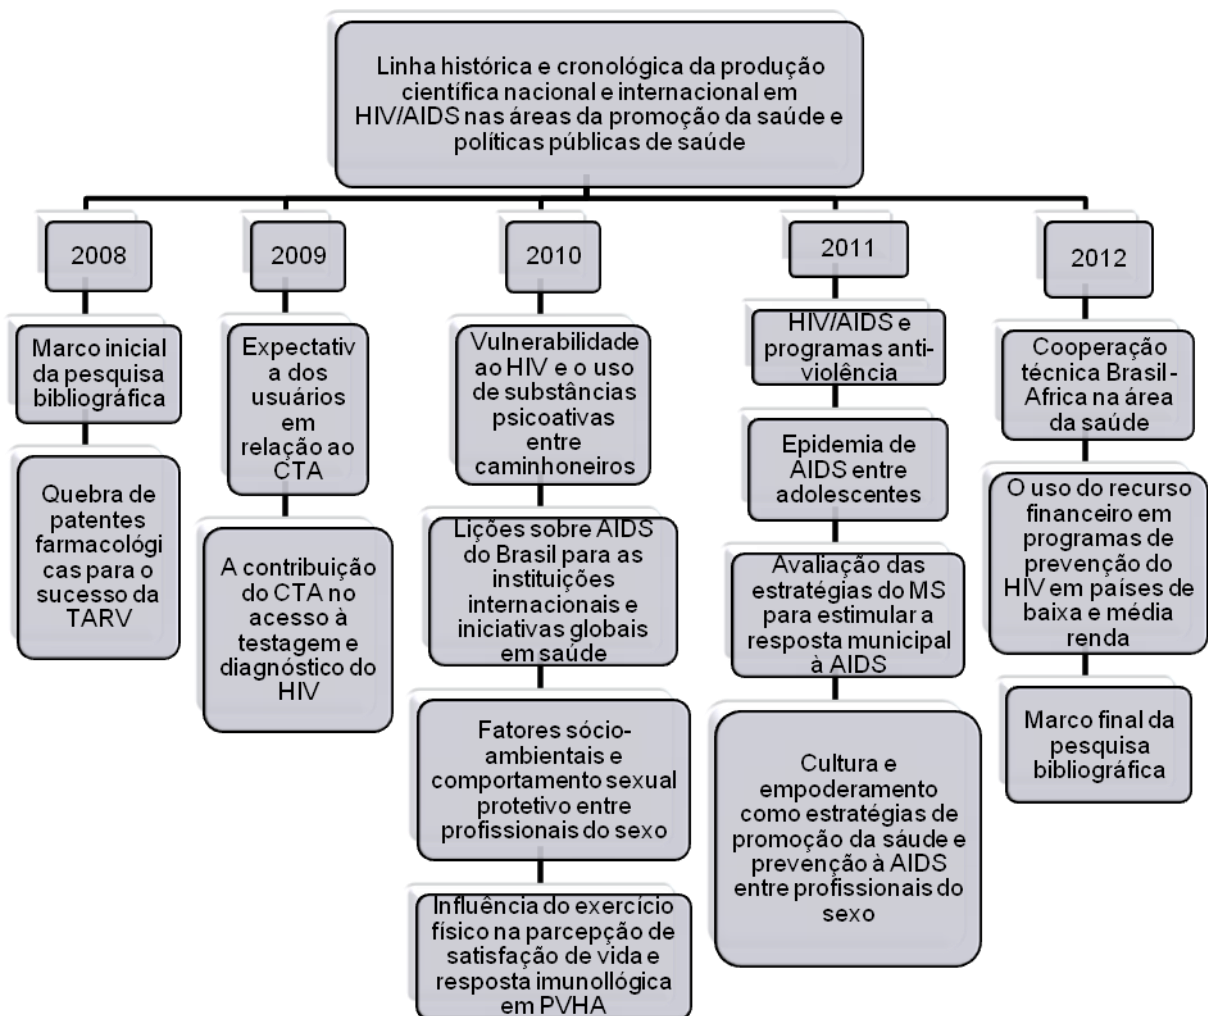 Linha histórica e cronológica da produção
científica nacional e internacional em
HIV/AIDS nas áreas da promoção da saúde e
políticas públicas de saúde
2008
Marco inicial
da pesquisa
bibliográfica
Quebra de
patentes
farmacológi
cas para o
sucesso da
TARV
2009
Expectativ
a dos
usuários
em
relação ao
CTA
A contribuição
do CTA no
acesso à
testagem e
diagnóstico do
HIV
2010
Vulnerabilidade
ao HIV e o uso
de substâncias
psicoativas
entre
caminhoneiros
Lições sobre AIDS
do Brasil para as
instituições
internacionais e
iniciativas globais
em saúde
Fatores sócio-
ambientais e
comportamento sexual
protetivo entre
profissionais do sexo
Influência do exercício
físico na parcepção de
satisfação de vida e
resposta imunollógica
em PVHA
2011
HIV/AIDS e
programas anti-
violência
Epidemia de
AIDS entre
adolescentes
Avaliação das
estratégias do MS
para estimular a
resposta municipal
à AIDS
Cultura e
empoderamento
como estratégias de
promoção da sáude e
prevenção à AIDS
entre profissionais do
sexo
2012
Cooperação
técnica Brasil -
Africa na área
da saúde
O uso do recurso
financeiro em
programas de
prevenção do
HIV em países de
baixa e média
renda
Marco final da
pesquisa
bibliográfica